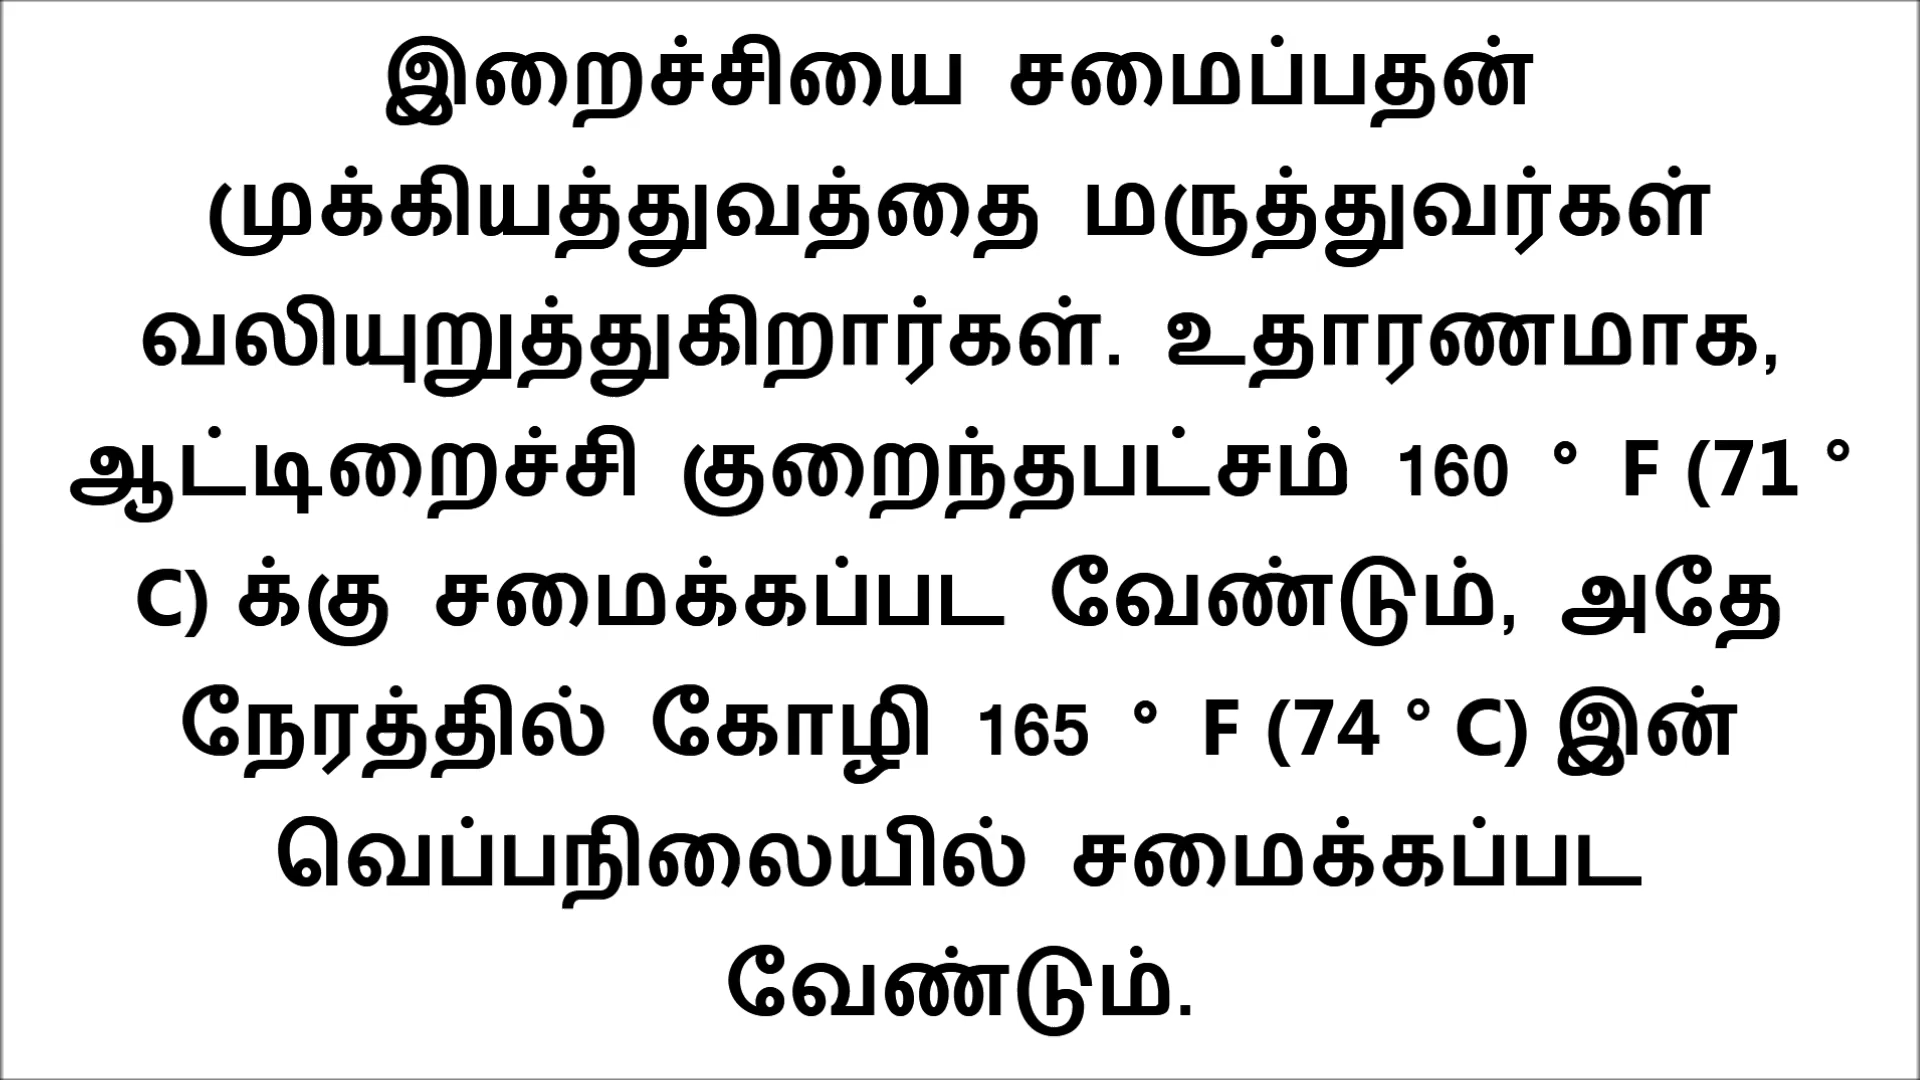 இறைச்சியை சமைப்பதன்
முக்கியத்துவத்தை மருத்துவர்கள்
வலியுறுத்துகிறார்கள். உதாரணமாக,
ஆட்டிறைச்சி குறைந்தபட்சம் 160 ° F (71 °
C) க்கு சமைக்கப்பட வேண்டும், அதே
நேரத்தில் கோழி 165 ° F (74 ° C) இன்
வெப்பநிலையில் சமைக்கப்பட
வேண்டும்.